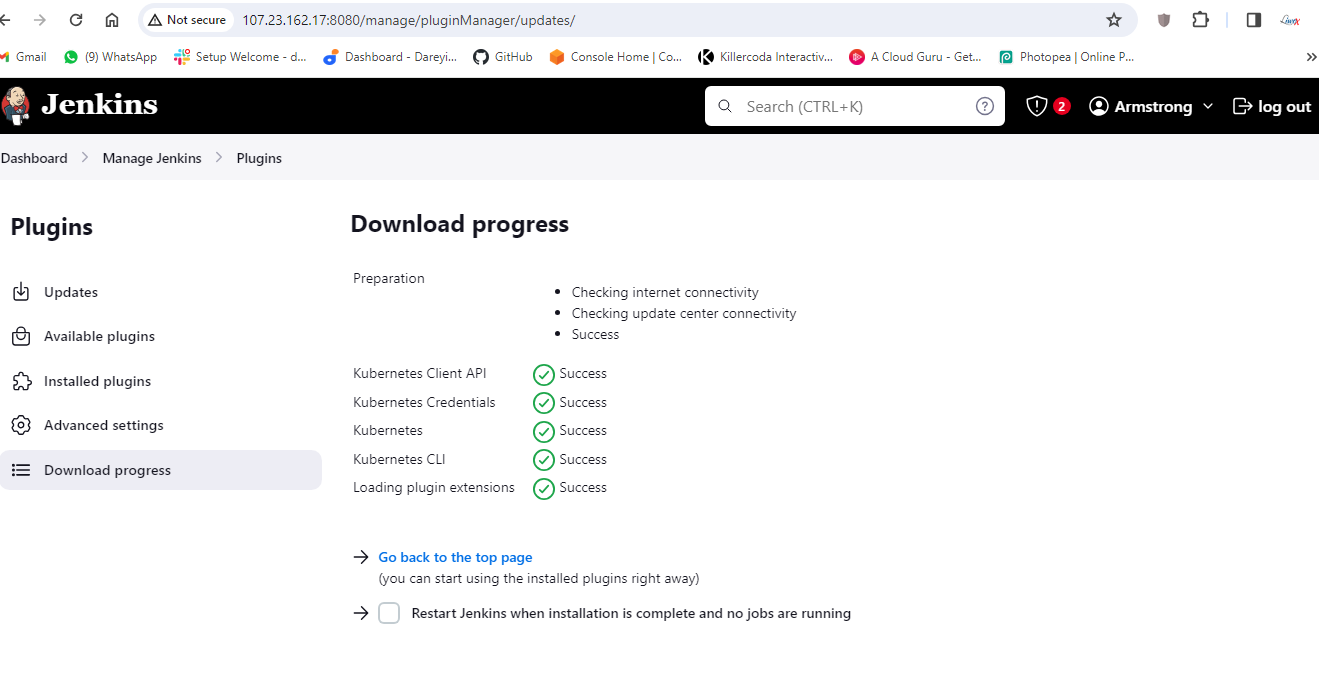 Not secure 107.23.162.17:8080/manage/pluginManager/updates/
Gmail (9) WhatsApp Setup Welcome - d... Dashboard - Dareyi... GitHub Console Home | Co... Killercoda Interactiv... A Cloud Guru - Get... Photopea | Online P... »
Jenkins Search (CTRL+K) ? 2 Armstrong log out
Dashboard Manage Jenkins Plugins
Plugins
Updates
Available plugins
Installed plugins
Advanced settings
Download progress
Download progress
Preparation
• Checking internet connectivity
• Checking update center connectivity
• Success
Kubernetes Client API Success
Kubernetes Credentials Success
Kubernetes Success
Kubernetes CLI Success
Loading plugin extensions Success
→ Go back to the top page
(you can start using the installed plugins right away)
→ Restart Jenkins when installation is complete and no jobs are running